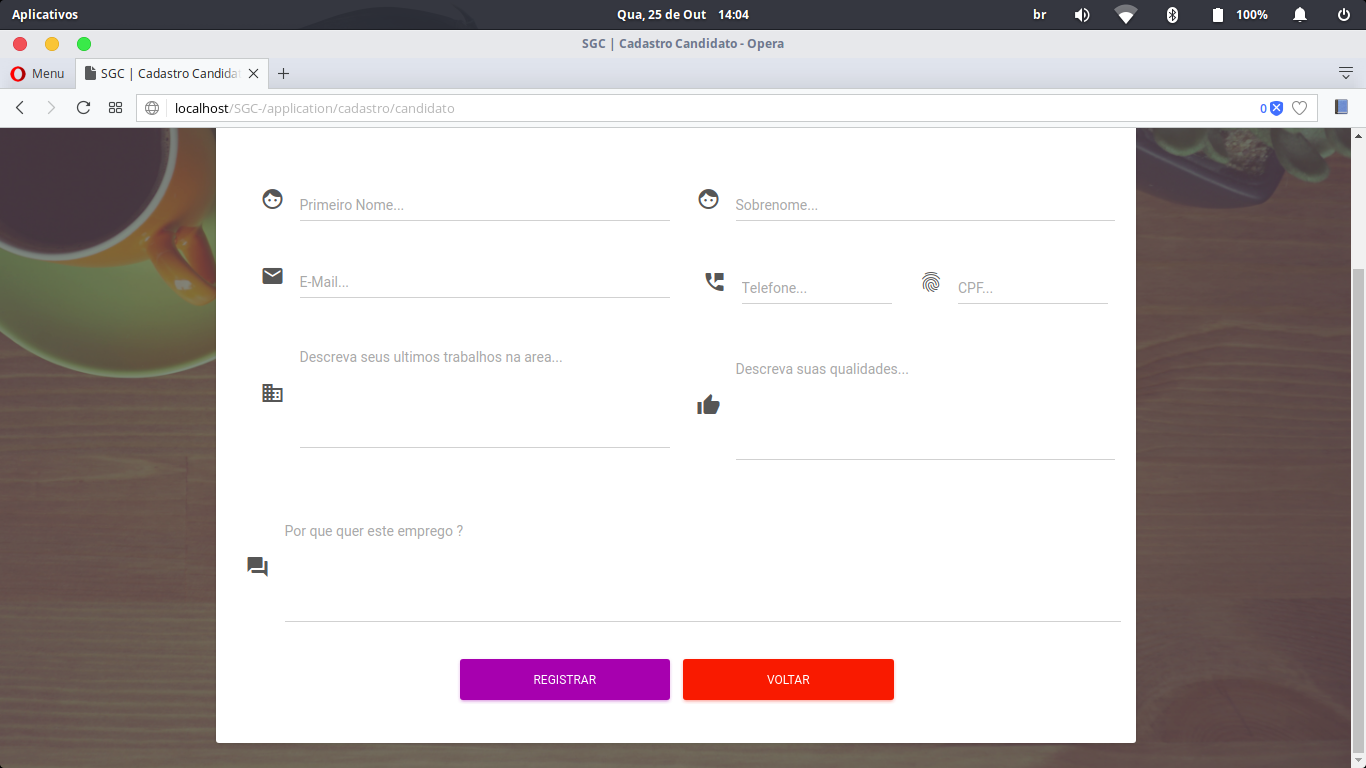 Aplicativos Qua, 25 de Out 14:04 br 100%
SGC | Cadastro Candidato - Opera
Menu SGC | Cadastro Candida
localhost/SGC-/application/cadastro/candidato 0
Primeiro Nome... Sobrenome...
E-Mail... Telefone... CPF...
Descreva seus ultimos trabalhos na area... Descreva suas qualidades...
Por que quer este emprego ?
REGISTRAR VOLTAR